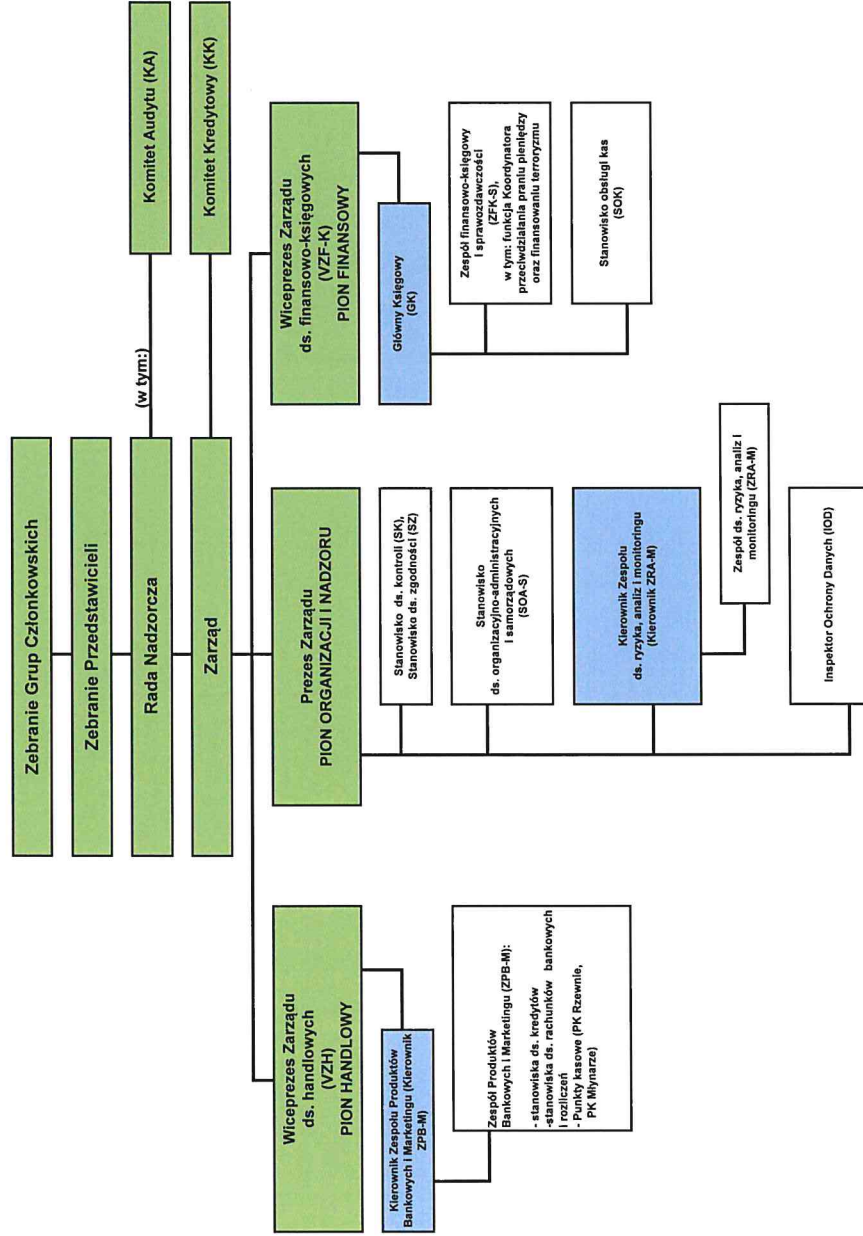 Zebranie Grup Członkowskich
Zebranie Przedstawicieli
Rada Nadzorcza
(w tym:)
Komitet Audytu (KA)
Zarząd
Komitet Kredytowy (KK)
Wiceprezes Zarządu
ds. handlowych
(VZH)
PION HANDLOWY
Kierownik Zespołu Produktów
Bankowych i Marketingu (Kierownik
ZPB-M)
Zespół Produktów
Bankowych i Marketingu (ZPB-M):
- stanowiska ds. kredytów
-stanowiska ds. rachunków bankowych
i rozliczeń
- Punkty kasowe (PK Rzewnie,
PK Młynarze)
Prezes Zarządu
PION ORGANIZACJI I NADZORU
Stanowisko ds. kontroli (SK),
Stanowisko ds. zgodności (SZ)
Stanowisko
ds. organizacyjno-administracyjnych
i samorządowych
(SOA-S)
Kierownik Zespołu
ds. ryzyka, analiz i monitoringu
(Kierownik ZRA-M)
Zespół ds. ryzyka, analiz i
monitoringu (ZRA-M)
Inspektor Ochrony Danych (IOD)
Wiceprezes Zarządu
ds. finansowo-księgowych
(VZF-K)
PION FINANSOWY
Główny Księgowy
(GK)
Zespół finansowo-księgowy
i sprawozdawczości
(ZFK-S),
w tym: funkcja Koordynatora
przeciwdziałania praniu pieniędzy
oraz finansowaniu terroryzmu
Stanowisko obsługi kas
(SOK)